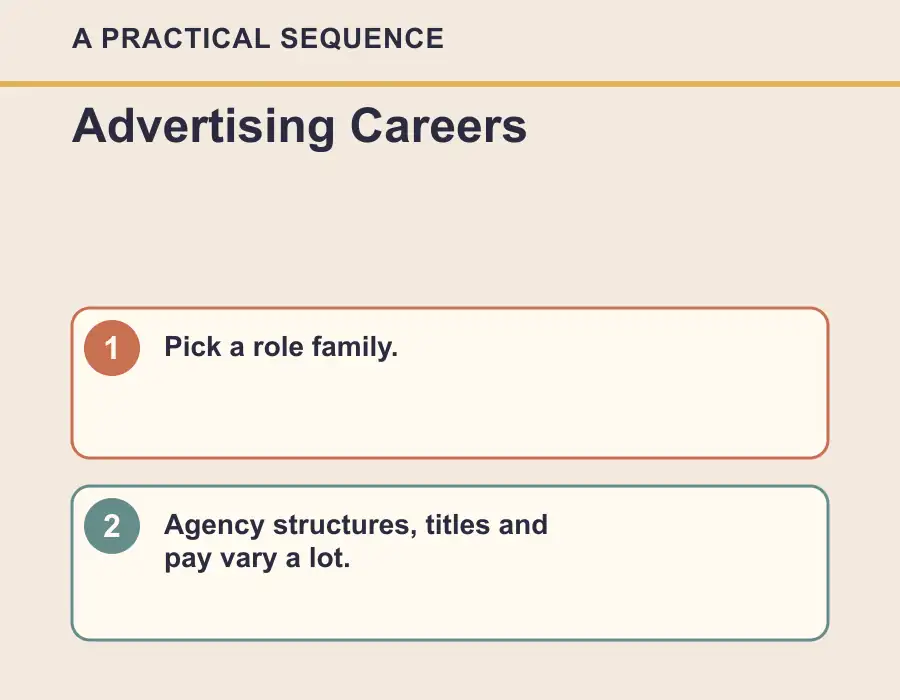 A PRACTICAL SEQUENCE
Advertising Careers
1
Pick a role family.
2
Agency structures, titles and
pay vary a lot.